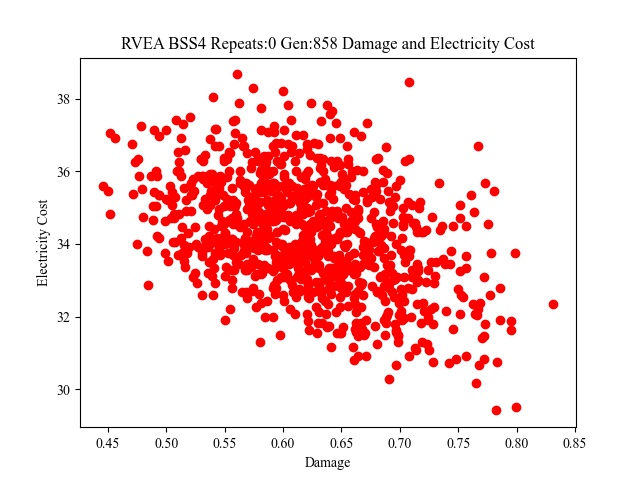 RVEA BSS4 Repeats:0 Gen:858 Damage and Electricity Cost
38
36
34
32
30
Electricity Cost
0.45 0.50 0.55 0.60 0.65 0.70 0.75 0.80 0.85
Damage